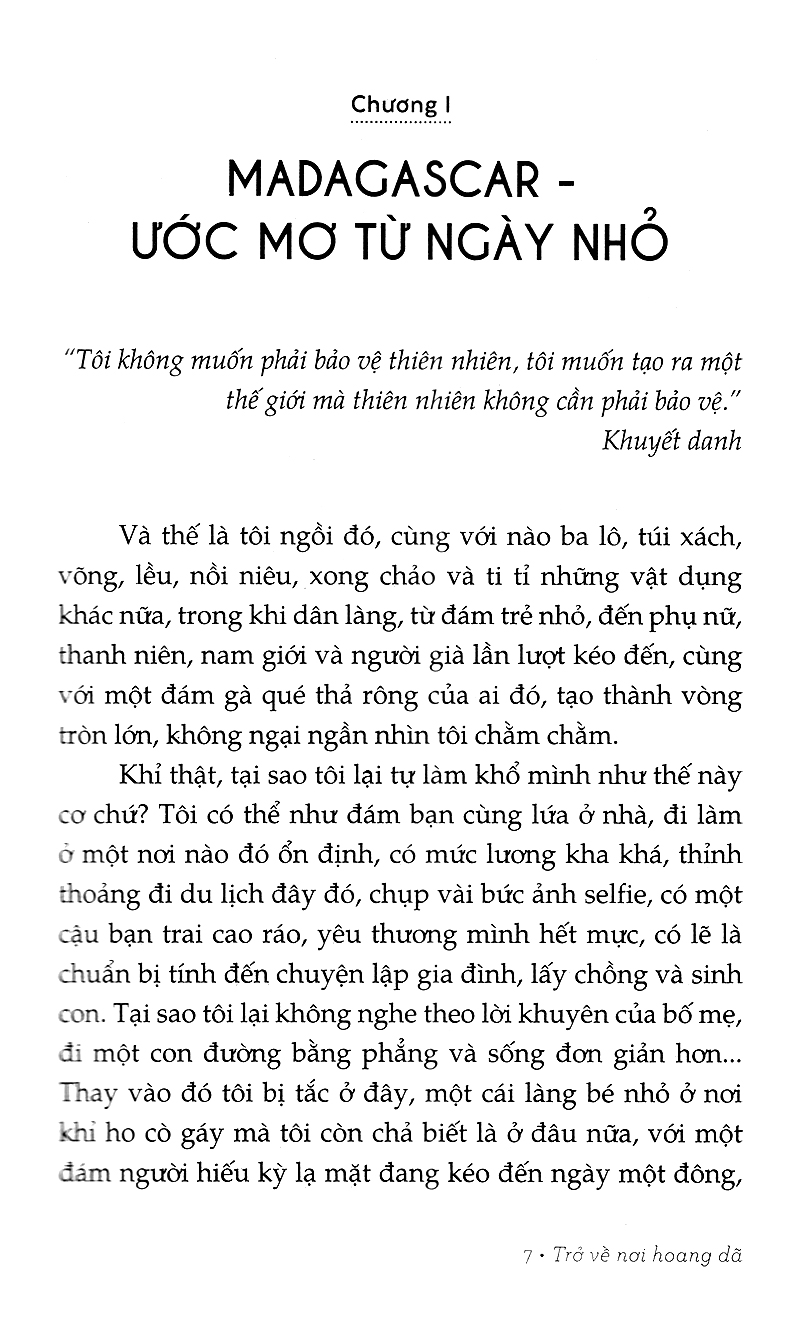 Chương I
MADAGASCAR -
ƯỚC MƠ TỪ NGÀY NHỎ
“Tôi không muốn phải bảo vệ thiên nhiên, tôi muốn tạo ra một
thế giới mà thiên nhiên không cần phải bảo vệ.”
Khuyết danh
Và thế là tôi ngồi đó, cùng với nào ba lô, túi xách,
võng, lều, nồi niêu, xong chảo và ti tỉ những vật dụng
khác nữa, trong khi dân làng, từ đám trẻ nhỏ, đến phụ nữ,
thanh niên, nam giới và người già lần lượt kéo đến, cùng
với một đám gà qué thả rông của ai đó, tạo thành vòng
tròn lớn, không ngại ngần nhìn tôi chằm chằm.
Khỉ thật, tại sao tôi lại tự làm khổ mình như thế này
cơ chứ? Tôi có thể như đám bạn cùng lứa ở nhà, đi làm
ở một nơi nào đó ổn định, có mức lương kha khá, thỉnh
thoảng đi du lịch đây đó, chụp vài bức ảnh selfie, có một
cậu bạn trai cao ráo, yêu thương mình hết mực, có lẽ là
chuẩn bị tính đến chuyện lập gia đình, lấy chồng và sinh
con. Tại sao tôi lại không nghe theo lời khuyên của bố mẹ,
đi một con đường bằng phẳng và sống đơn giản hơn...
Thay vào đó tôi bị tắc ở đây, một cái làng bé nhỏ ở nơi
khỉ ho cò gáy mà tôi còn chả biết là ở đâu nữa, với một
đám người hiếu kỳ lạ mặt đang kéo đến ngày một đông,
7 • Trở về nơi hoang dã